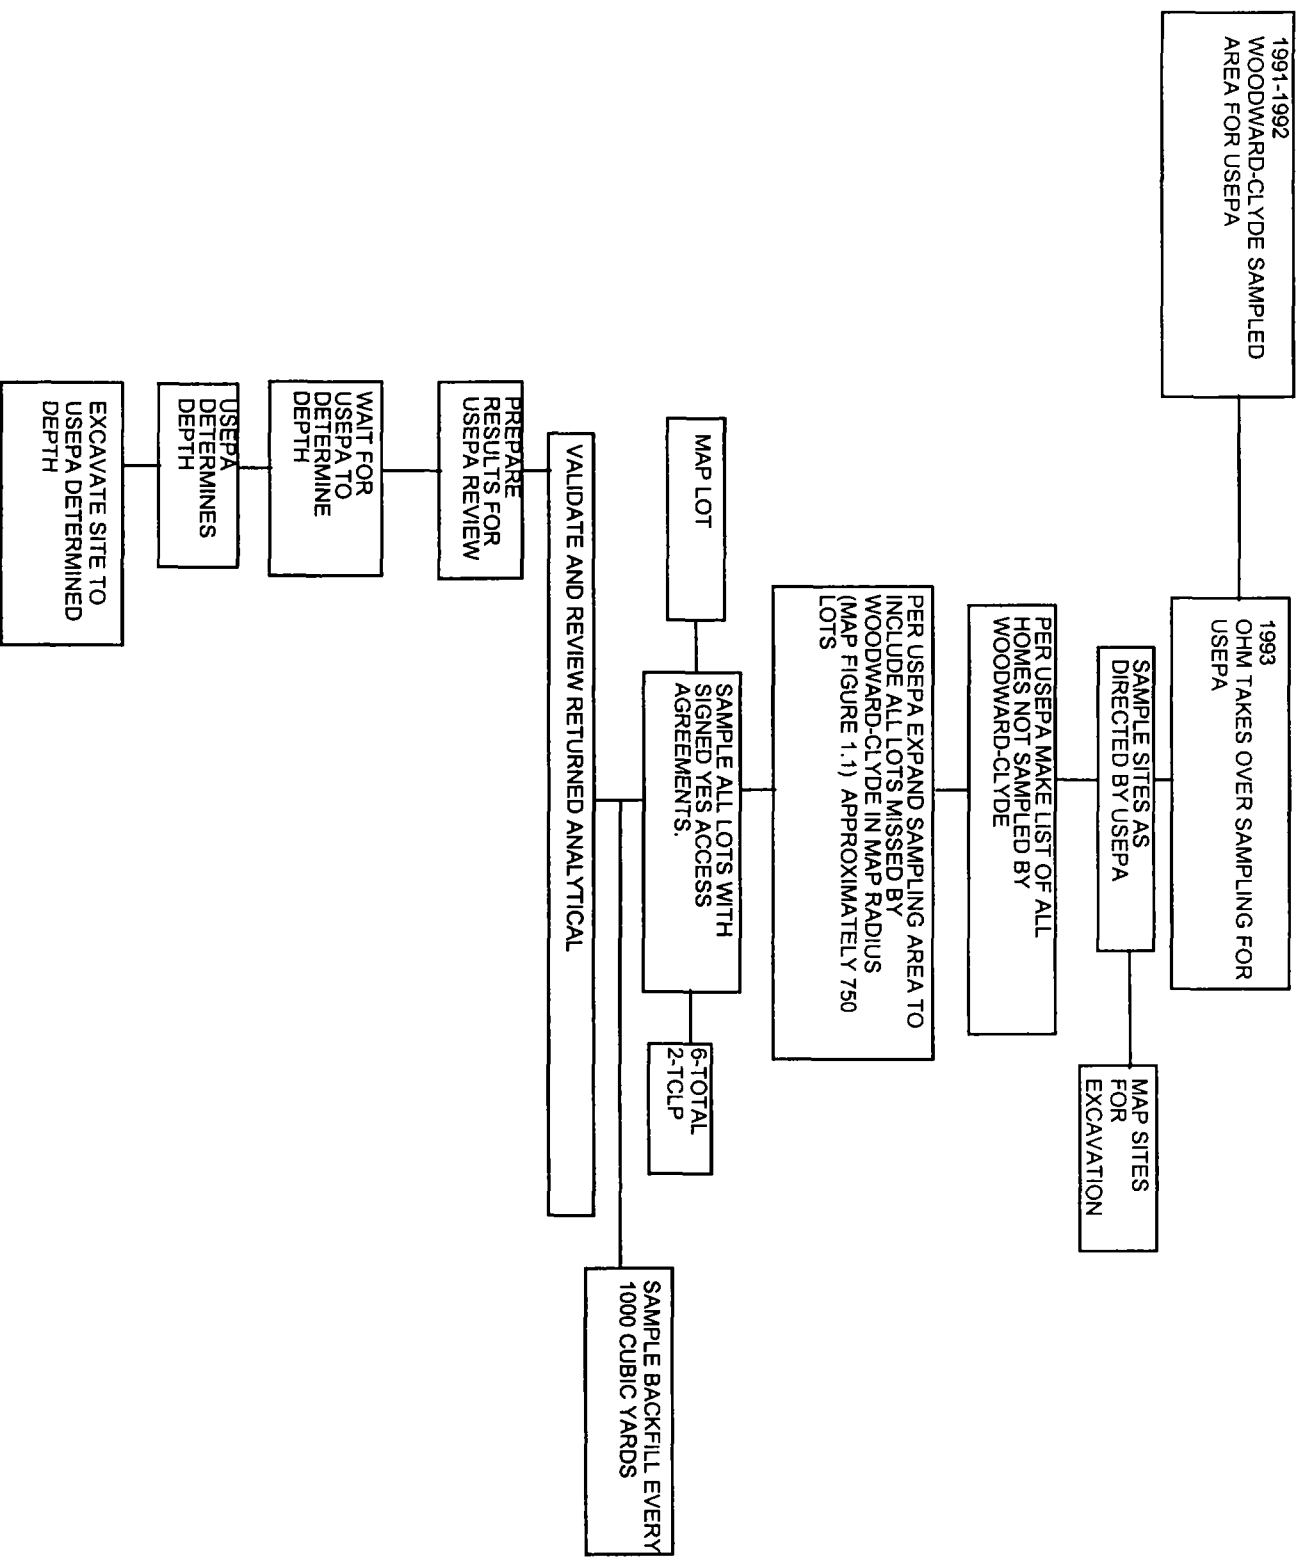 1991-1992
WOODWARD-CLYDE SAMPLED
AREA FOR USEPA
1993
OHM TAKES OVER SAMPLING FOR
USEPA
SAMPLE SITES AS
DIRECTED BY USEPA
MAP SITES
FOR
EXCAVATION
PER USEPA MAKE LIST OF ALL
HOMES NOT SAMPLED BY
WOODWARD-CLYDE
PER USEPA EXPAND SAMPLING AREA TO
INCLUDE ALL LOTS MISSED BY
WOODWARD-CLYDE IN MAP RADIUS
(MAP FIGURE 1.1) APPROXIMATELY 750
LOTS
MAP LOT
SAMPLE ALL LOTS WITH
SIGNED YES ACCESS
AGREEMENTS.
6-TOTAL
2-TCLP
SAMPLE BACKFILL EVERY
1000 CUBIC YARDS
VALIDATE AND REVIEW RETURNED ANALYTICAL
PREPARE
RESULTS FOR
USEPA REVIEW
WAIT FOR
USEPA TO
DETERMINE
DEPTH
USEPA
DETERMINES
DEPTH
EXCAVATE SITE TO
USEPA DETERMINED
DEPTH